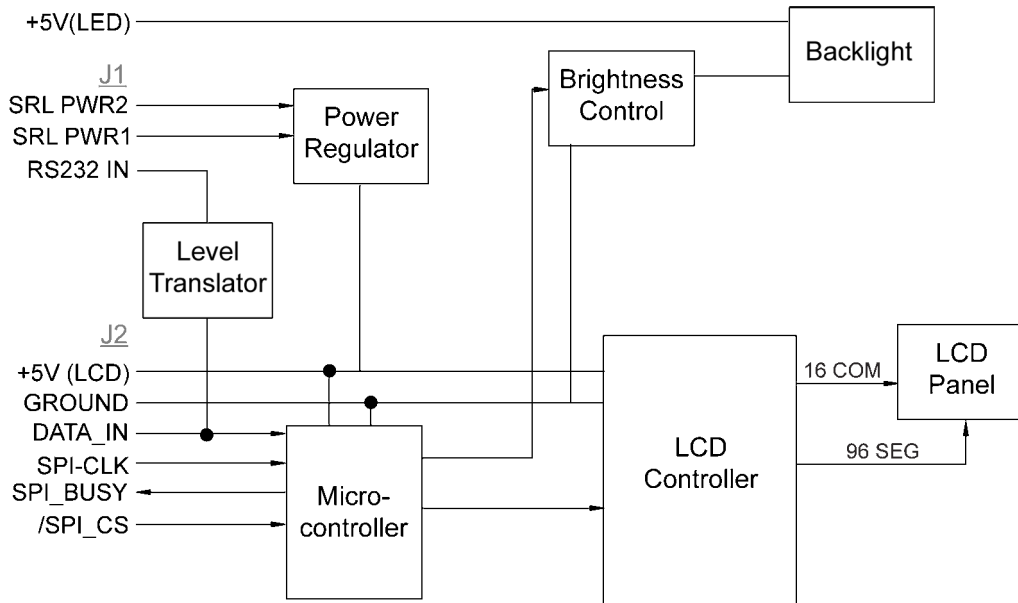 +5V(LED)
Backlight
J1
Brightness
Control
SRL PWR2
SRL PWR1
RS232 IN
Power
Regulator
Level
Translator
J2
+5V (LCD)
GROUND
DATA_IN
SPI-CLK
SPI_BUSY
/SPI_CS
Micro-
controller
LCD
Controller
16 COM
96 SEG
LCD
Panel